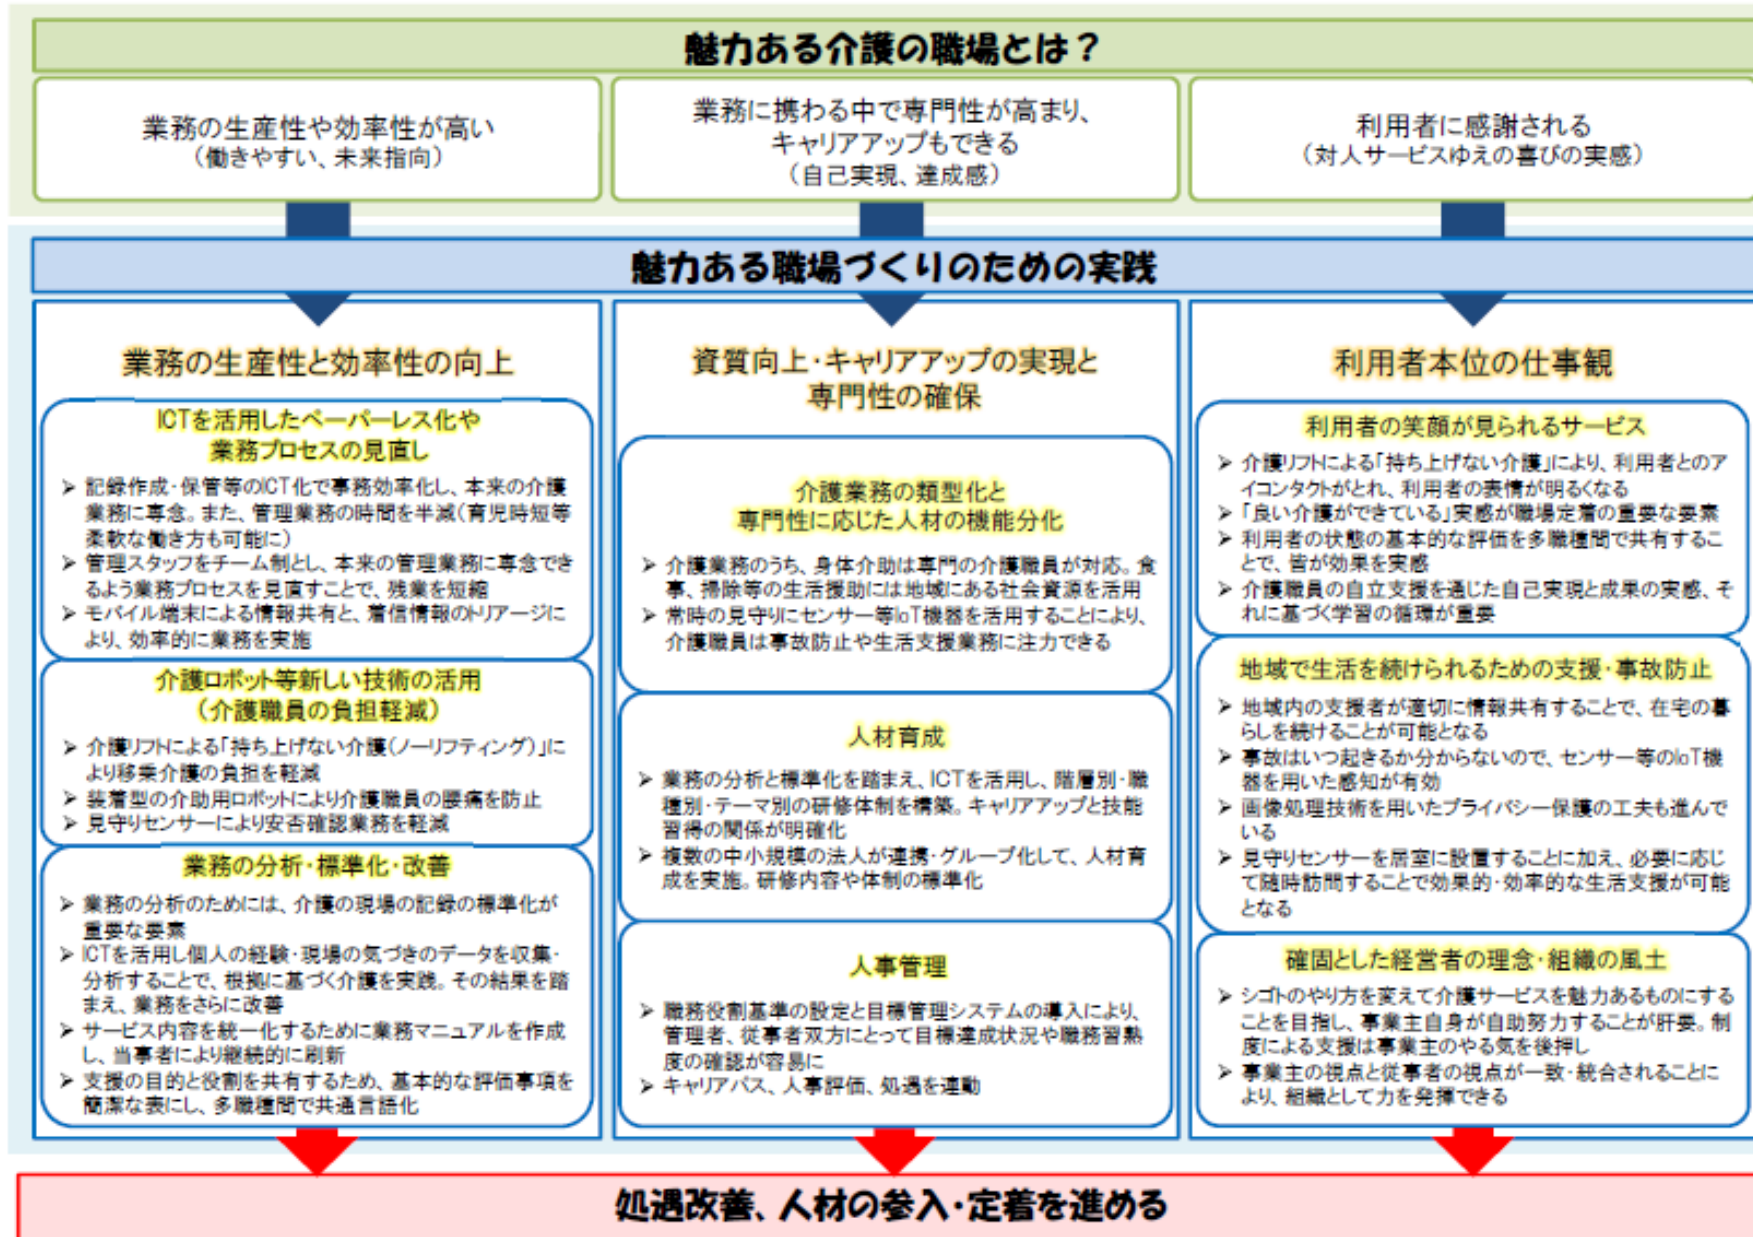 魅力ある介護の職場とは？
業務の生産性や効率性が高い
（働きやすい、未来指向）
業務に携わる中で専門性が高まり、
キャリアアップもできる
（自己実現、達成感）
利用者に感謝される
（対人サービスゆえの喜びの実感）
魅力ある職場づくりのための実践
業務の生産性と効率性の向上
ICTを活用したペーパーレス化や
業務プロセスの見直し
➢ 記録作成・保管等のICT化で事務効率化し、本来の介護
業務に専念。また、管理業務の時間を半減（育児時短等
柔軟な働き方も可能に）
➢ 管理スタッフをチーム制とし、本来の管理業務に専念でき
るよう業務プロセスを見直すことで、残業を短縮
➢ モバイル端末による情報共有と、着信情報のトリアージに
より、効率的に業務を実施
介護ロボット等新しい技術の活用
（介護職員の負担軽減）
➢ 介護リフトによる「持ち上げない介護（ノーリフティング）」に
より移乗介護の負担を軽減
➢ 装着型の介助用ロボットにより介護職員の腰痛を防止
➢ 見守りセンサーにより安否確認業務を軽減
業務の分析・標準化・改善
➢ 業務の分析のためには、介護の現場の記録の標準化が
重要な要素
➢ ICTを活用し個人の経験・現場の気づきのデータを収集・
分析することで、根拠に基づく介護を実践。その結果を踏
まえ、業務をさらに改善
➢ サービス内容を統一化するために業務マニュアルを作成
し、当事者により継続的に刷新
➢ 支援の目的と役割を共有するため、基本的な評価事項を
簡潔な表にし、多職種間で共通言語化
資質向上・キャリアアップの実現と
専門性の確保
介護業務の類型化と
専門性に応じた人材の機能分化
➢ 介護業務のうち、身体介助は専門の介護職員が対応。食
事、掃除等の生活援助には地域にある社会資源を活用
➢ 常時の見守りにセンサー等IoT機器を活用することにより、
介護職員は事故防止や生活支援業務に注力できる
人材育成
➢ 業務の分析と標準化を踏まえ、ICTを活用し、階層別・職
種別・テーマ別の研修体制を構築。キャリアアップと技能
習得の関係が明確化
➢ 複数の中小規模の法人が連携・グループ化して、人材育
成を実施。研修内容や体制の標準化
人事管理
➢ 職務役割基準の設定と目標管理システムの導入により、
管理者、従事者双方にとって目標達成状況や職務習熟
度の確認が容易に
➢ キャリアパス、人事評価、処遇を連動
利用者本位の仕事観
利用者の笑顔が見られるサービス
➢ 介護リフトによる「持ち上げない介護」により、利用者とのア
イコンタクトがとれ、利用者の表情が明るくなる
➢ 「良い介護ができている」実感が職場定着の重要な要素
➢ 利用者の状態の基本的な評価を多職種間で共有するこ
とで、皆が効果を実感
➢ 介護職員の自立支援を通じた自己実現と成果の実感、そ
れに基づく学習の循環が重要
地域で生活を続けられるための支援・事故防止
➢ 地域内の支援者が適切に情報共有することで、在宅の暮
らしを続けることが可能となる
➢ 事故はいつ起きるか分からないので、センサー等のIoT機
器を用いた感知が有効
➢ 画像処理技術を用いたプライバシー保護の工夫も進んで
いる
➢ 見守りセンサーを居室に設置することに加え、必要に応じ
て随時訪問することで効果的・効率的な生活支援が可能
となる
確固とした経営者の理念・組織の風土
➢ シゴトのやり方を変えて介護サービスを魅力あるものにする
ことを目指し、事業主自身が自助努力することが肝要。制
度による支援は事業主のやる気を後押し
➢ 事業主の視点と従事者の視点が一致・統合されることに
より、組織として力を発揮できる
処遇改善、人材の参入・定着を進める